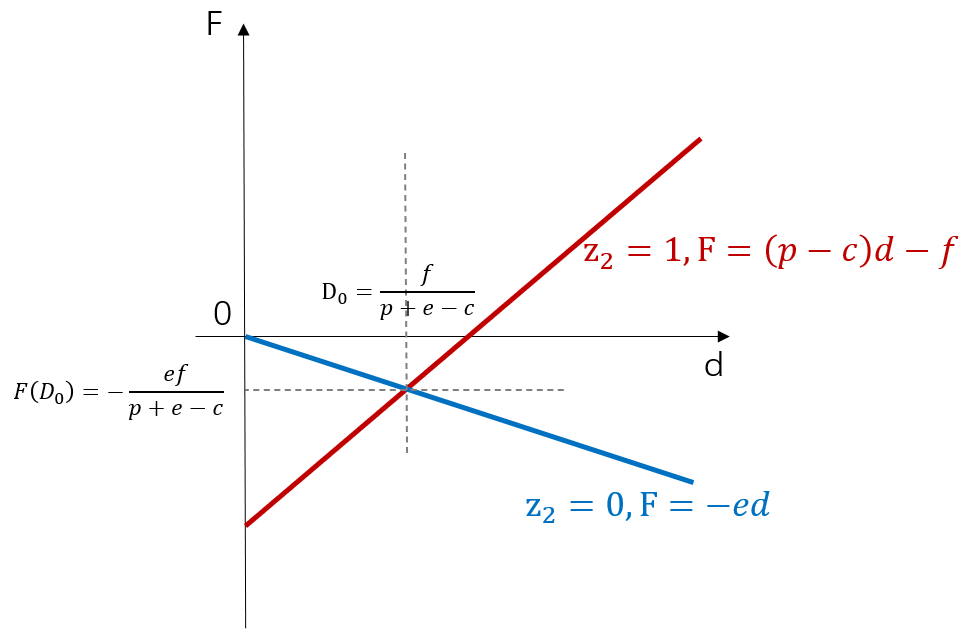 F
z₂ = 1, F = (p − c)d − f
D₀ = f / (p + e − c)
0
d
F(D₀) = − ef / (p + e − c)
z₂ = 0, F = −ed